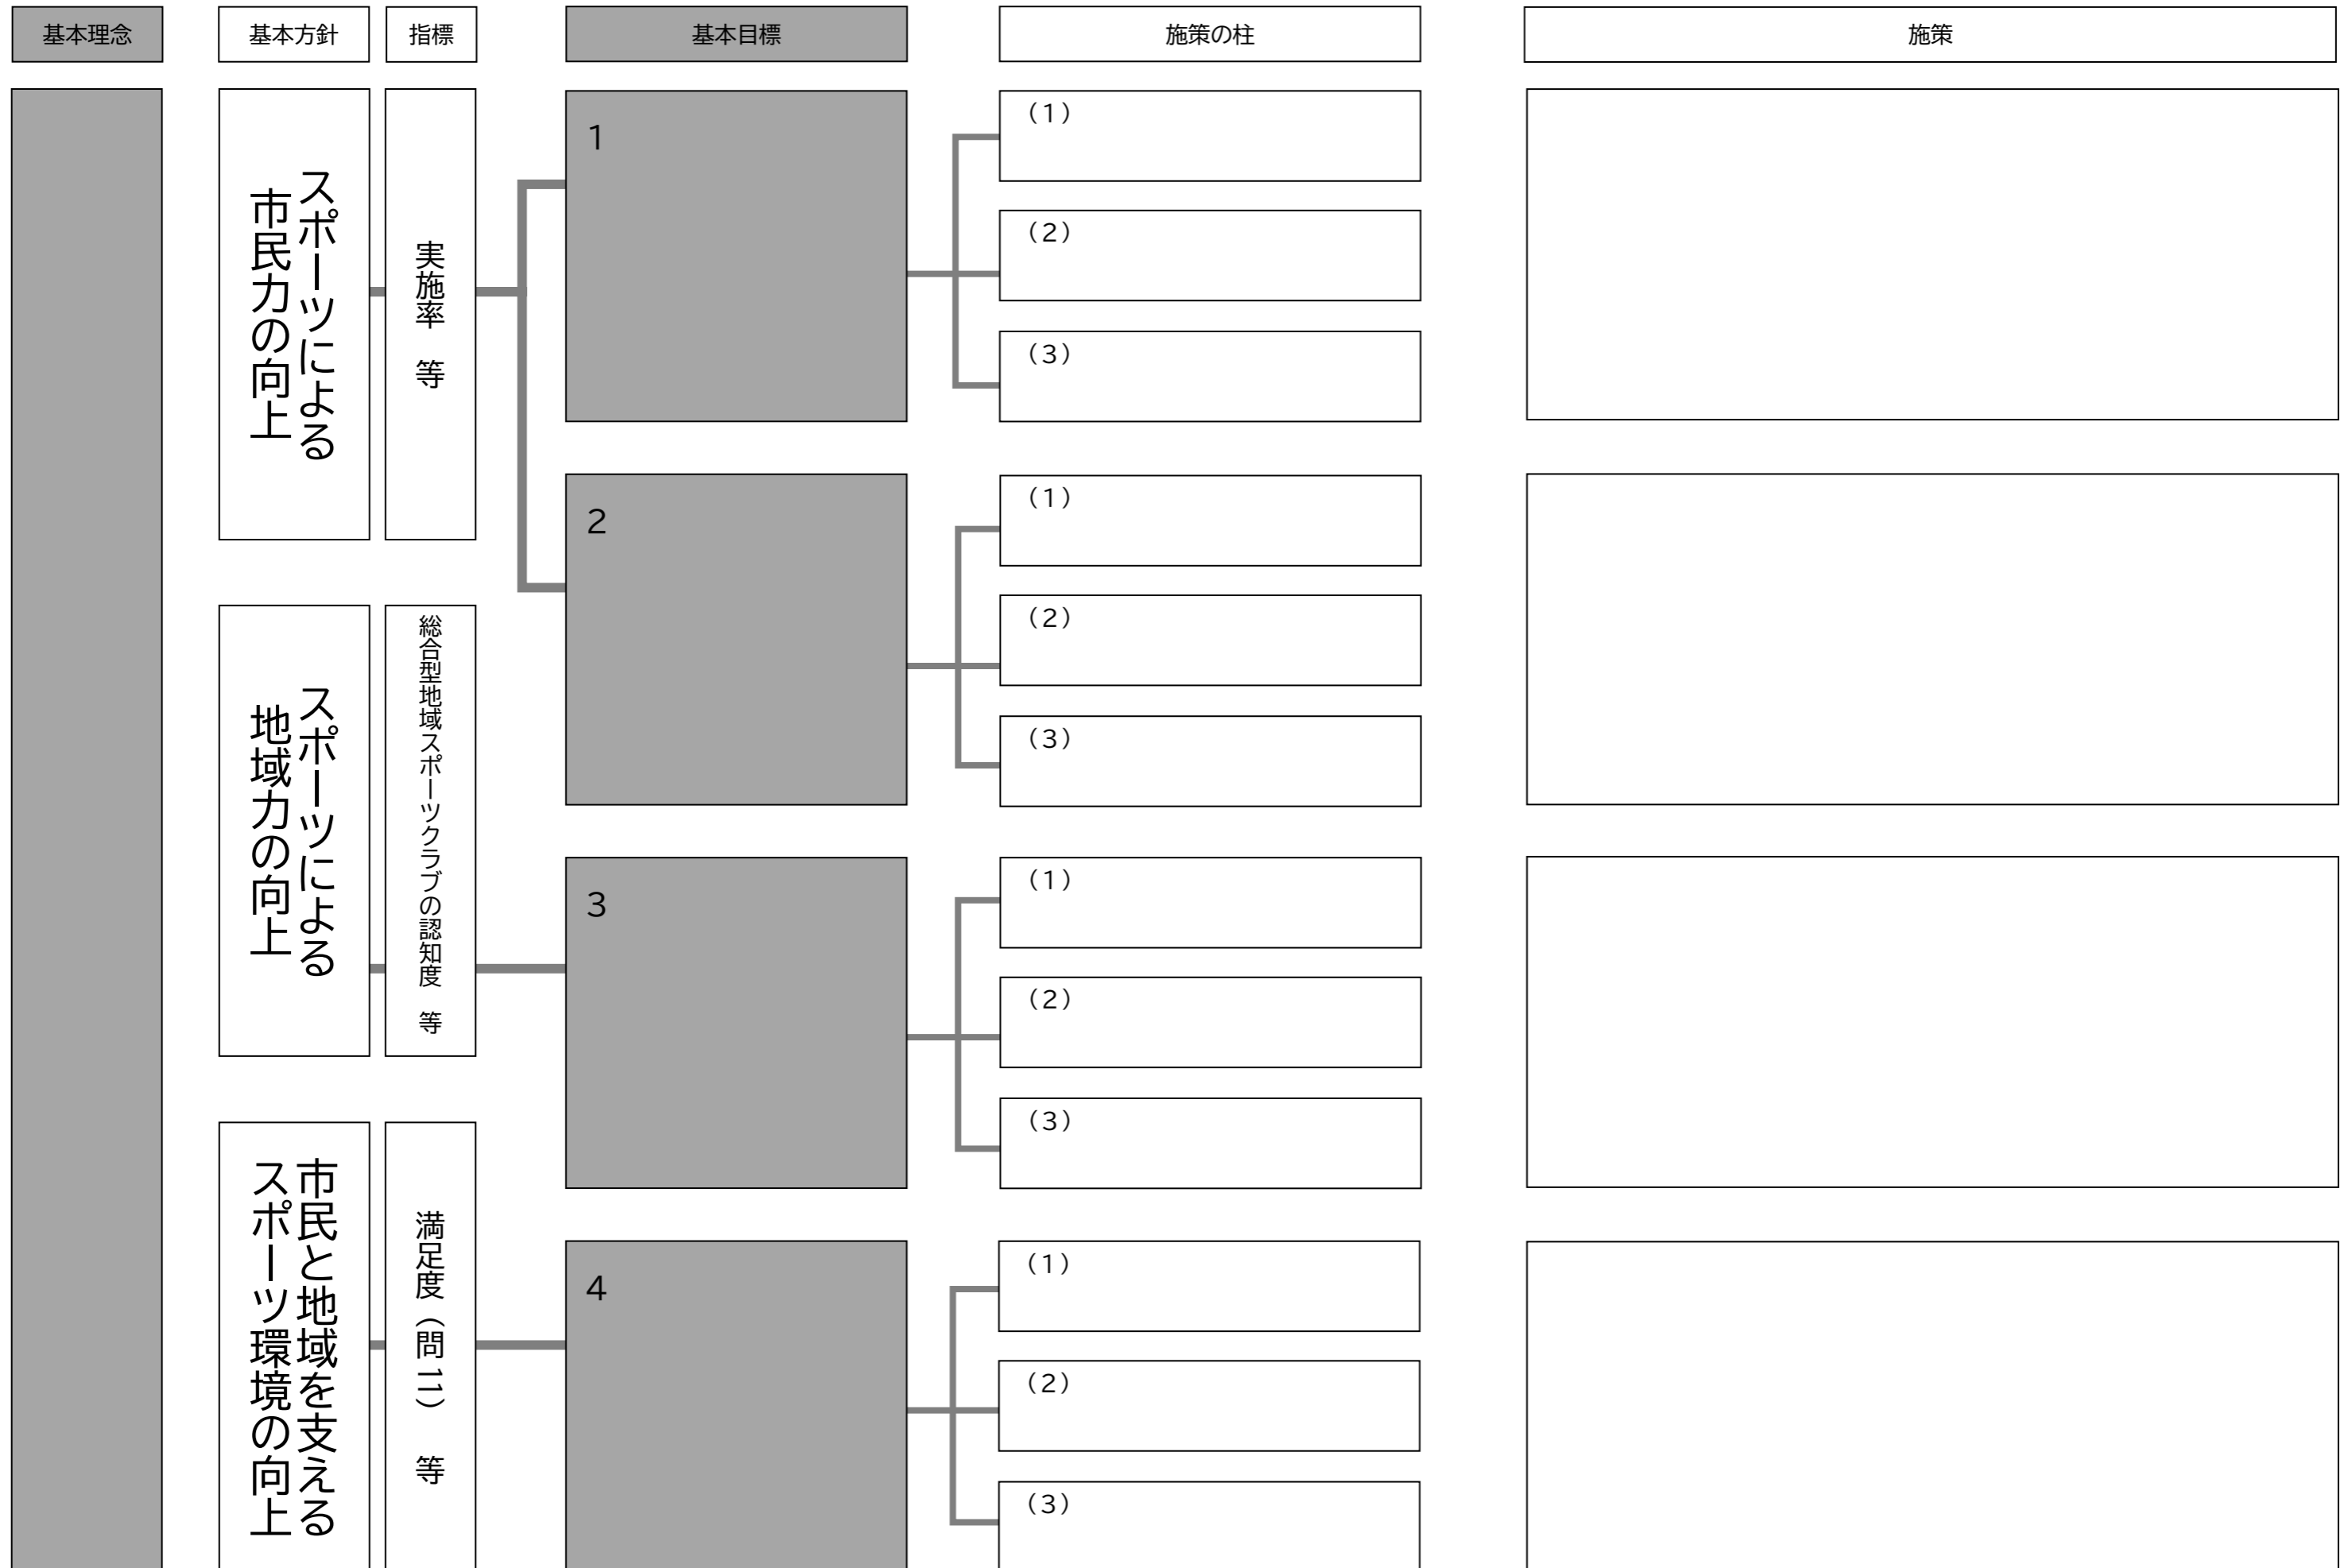 基本理念
基本方針
指標
基本目標
施策の柱
施策
スポーツによる
市民力の向上
実施率　等
1
（1）
（2）
（3）
2
（1）
（2）
（3）
スポーツによる
地域力の向上
総合型地域スポーツクラブの認知度　等
3
（1）
（2）
（3）
市民と地域を支える
スポーツ環境の向上
満足度（問11）　等
4
（1）
（2）
（3）